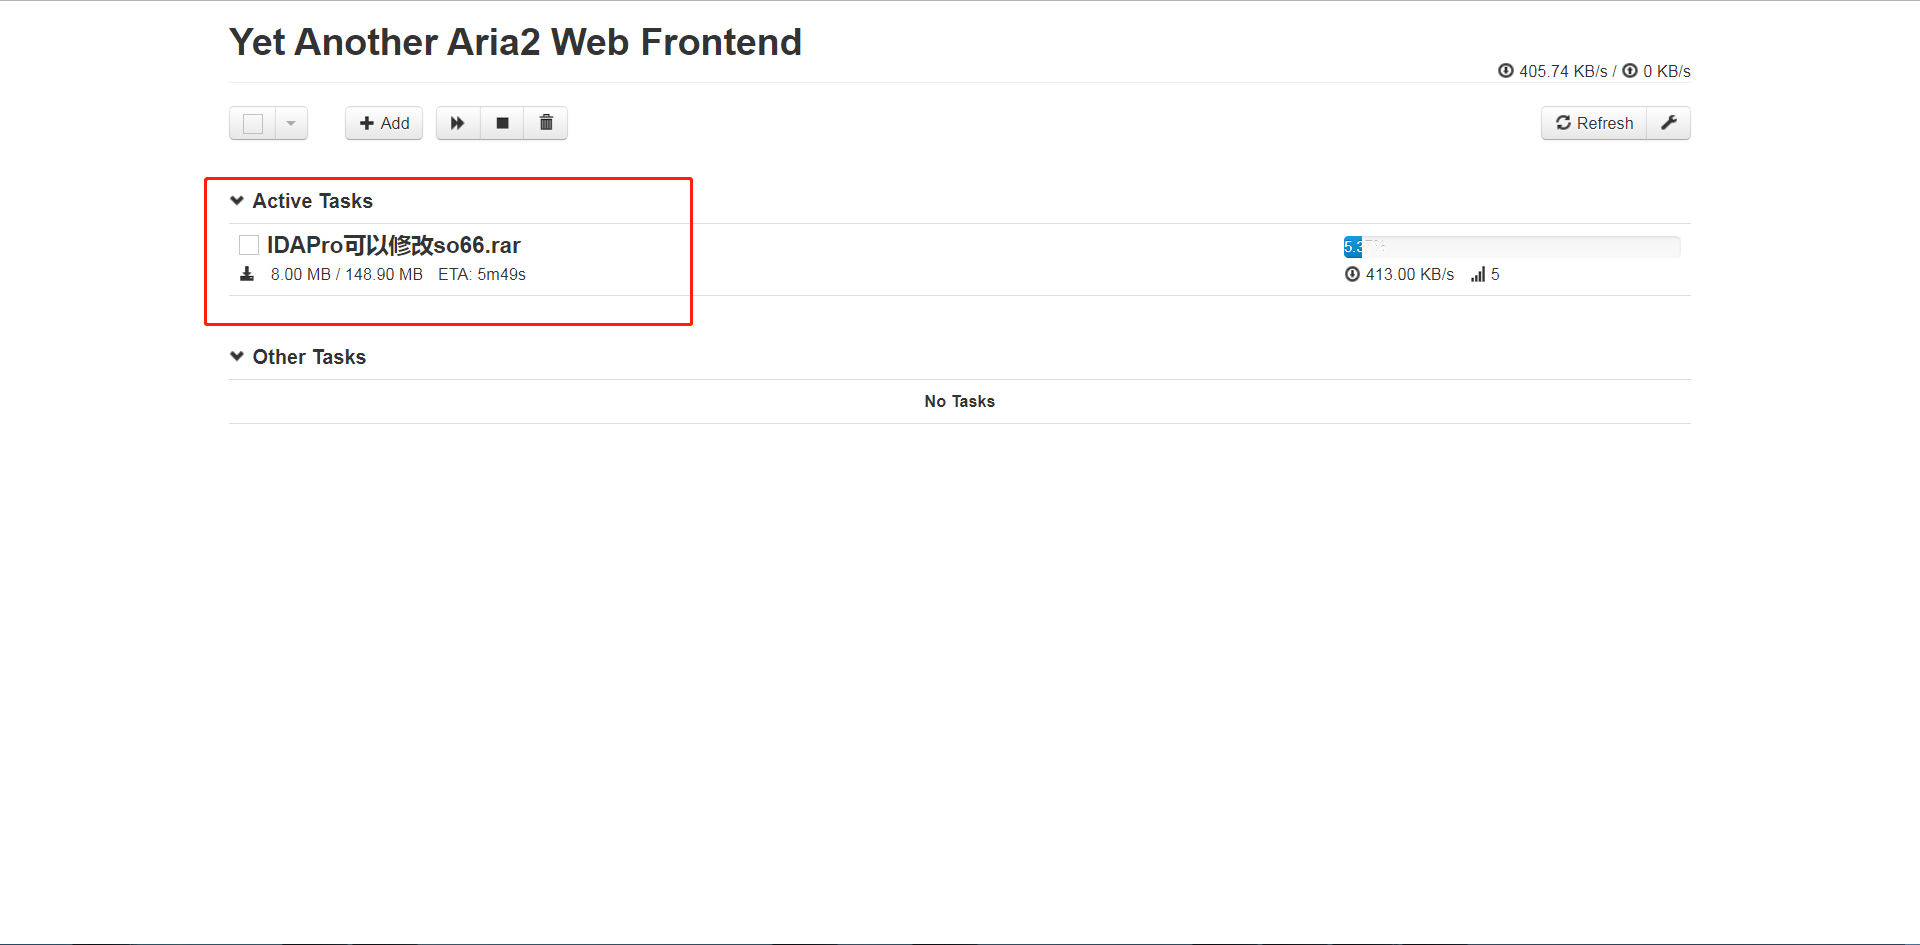 Yet Another Aria2 Web Frontend
405.74 KB/s / 0 KB/s
Add
Refresh
Active Tasks
IDAPro可以修改so66.rar
8.00 MB / 148.90 MB ETA: 5m49s
5.37%
413.00 KB/s 5
Other Tasks
No Tasks